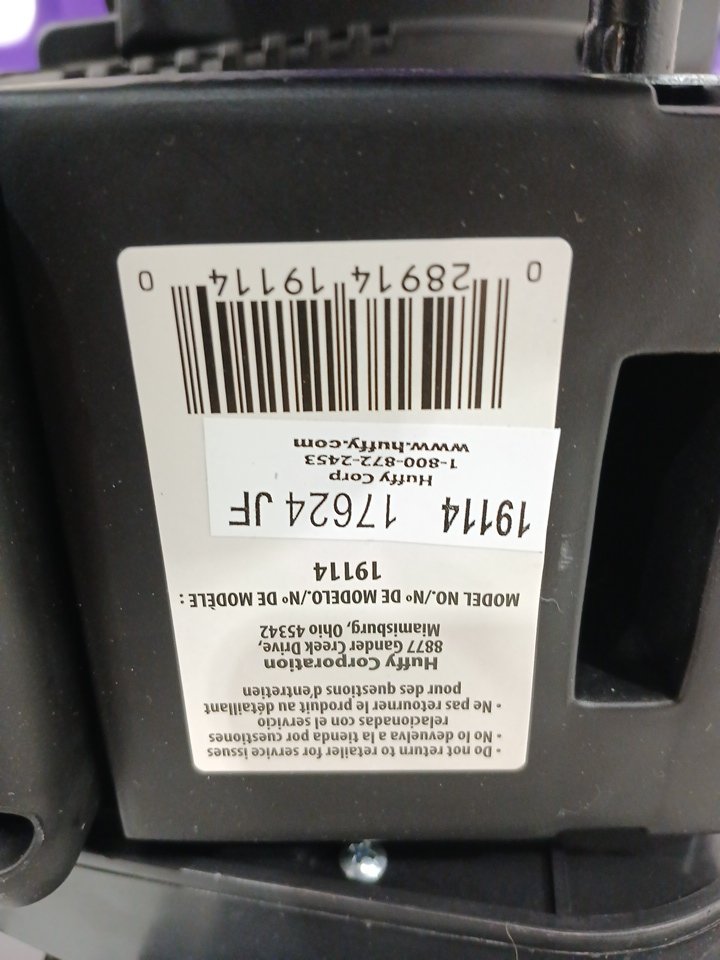 • Do not return to retailer for service issues
• No lo devuelva a la tienda por cuestiones
relacionadas con el servicio
• Ne pas retourner le produit au détaillant
pour des questions d'entretien
Huffy Corporation
8877 Gander Creek Drive,
Miamisburg, Ohio 45342
MODEL NO./Nº DE MODELO./Nº DE MODÈLE :
19114
19114 17624 JF
Huffy Corp
1-800-872-2453
www.huffy.com
0 28914 19114 0